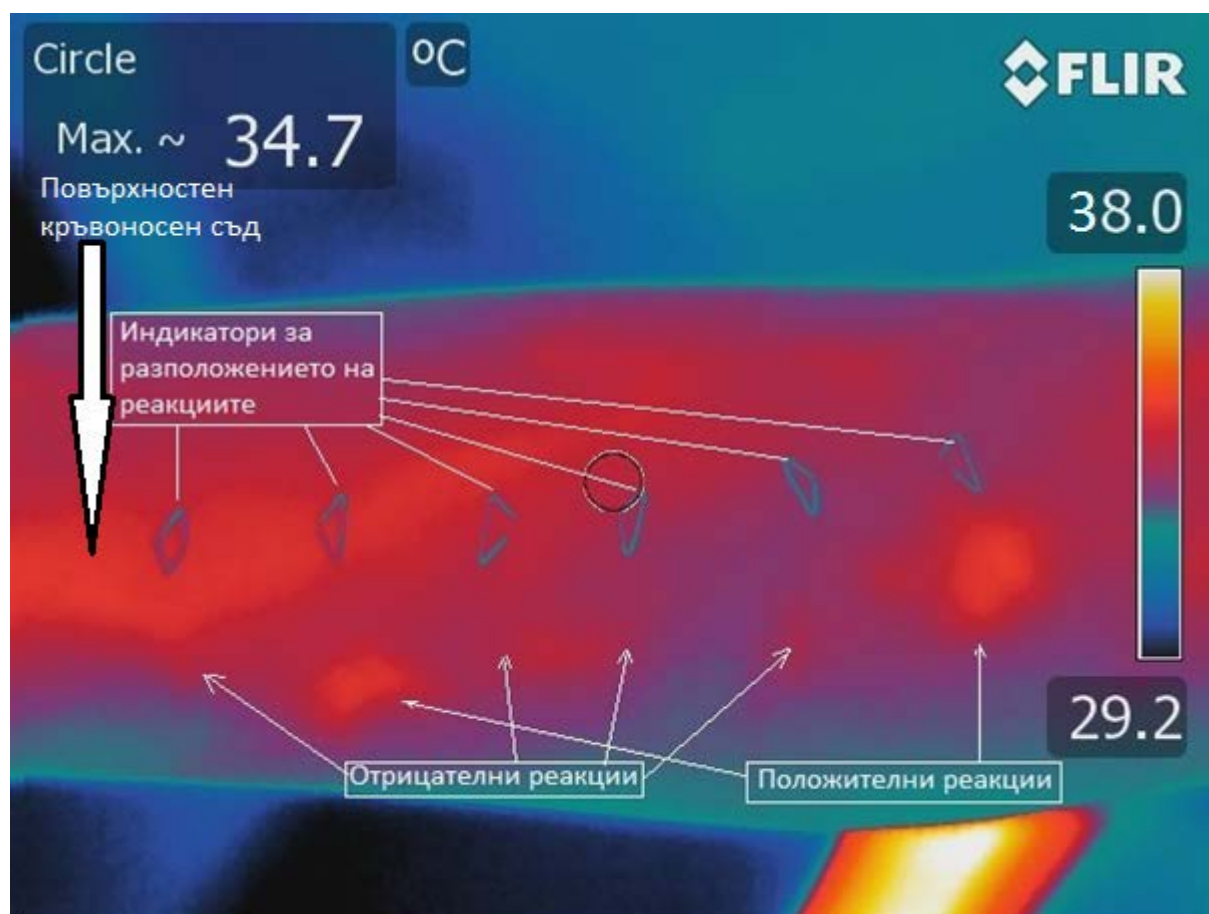 Circle
ºC
FLIR
Max. ~ 34.7
Повърхностен
кръвоносен съд
38.0
Индикатори за
разположението на
реакциите
29.2
Отрицателни реакции
Положителни реакции